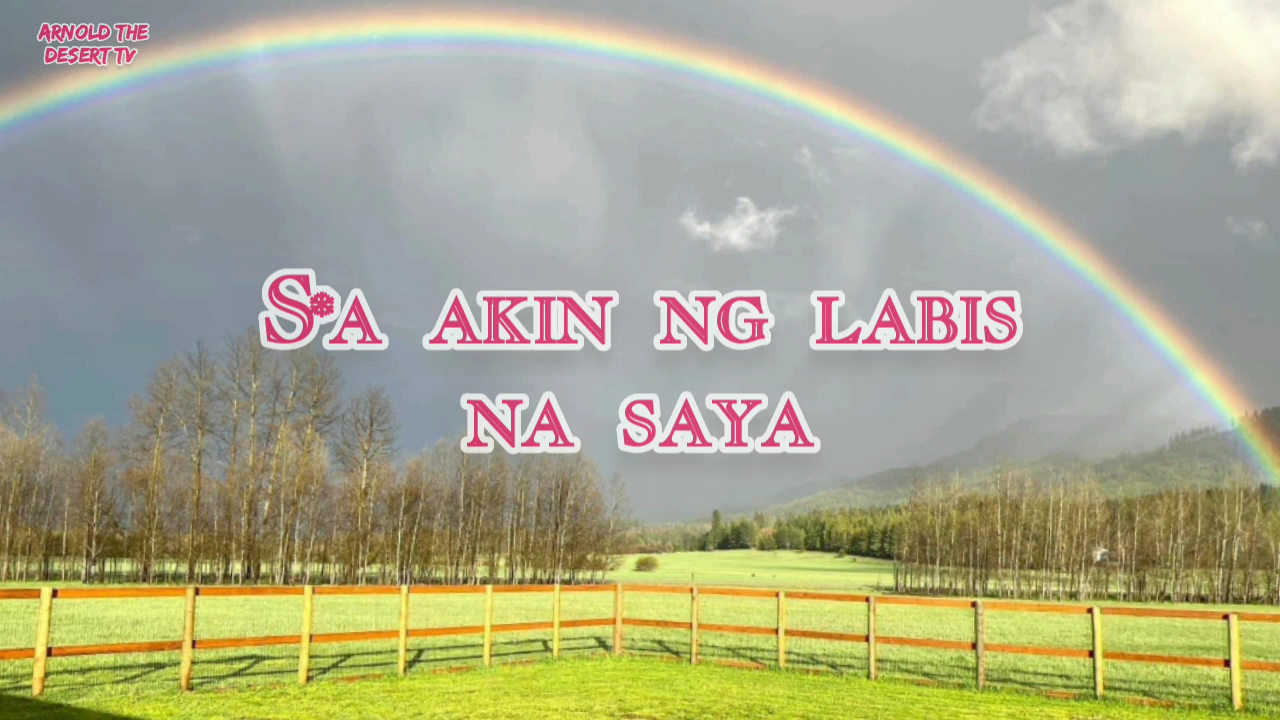 ARNOLD THE
DESERT TV
SA AKIN NG LABIS
NA SAYA